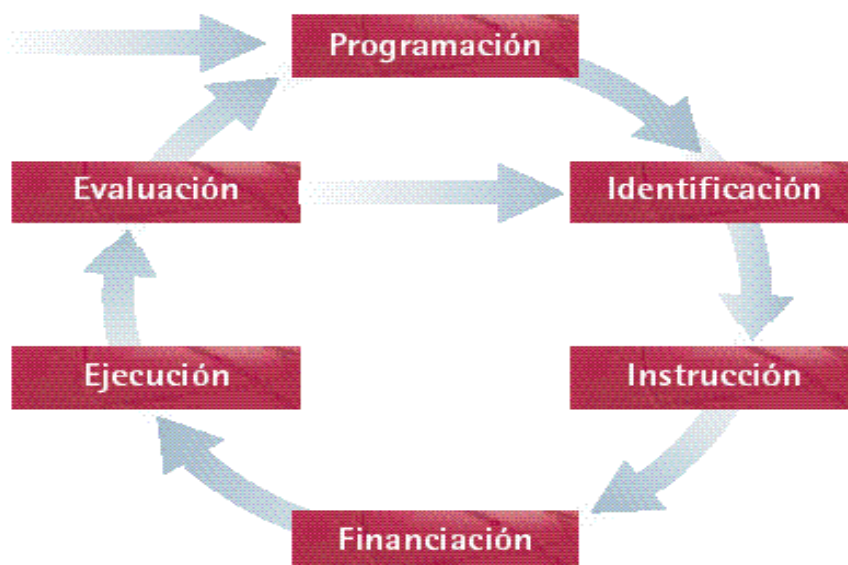 Programación
Evaluación
Identificación
Ejecución
Instrucción
Financiación